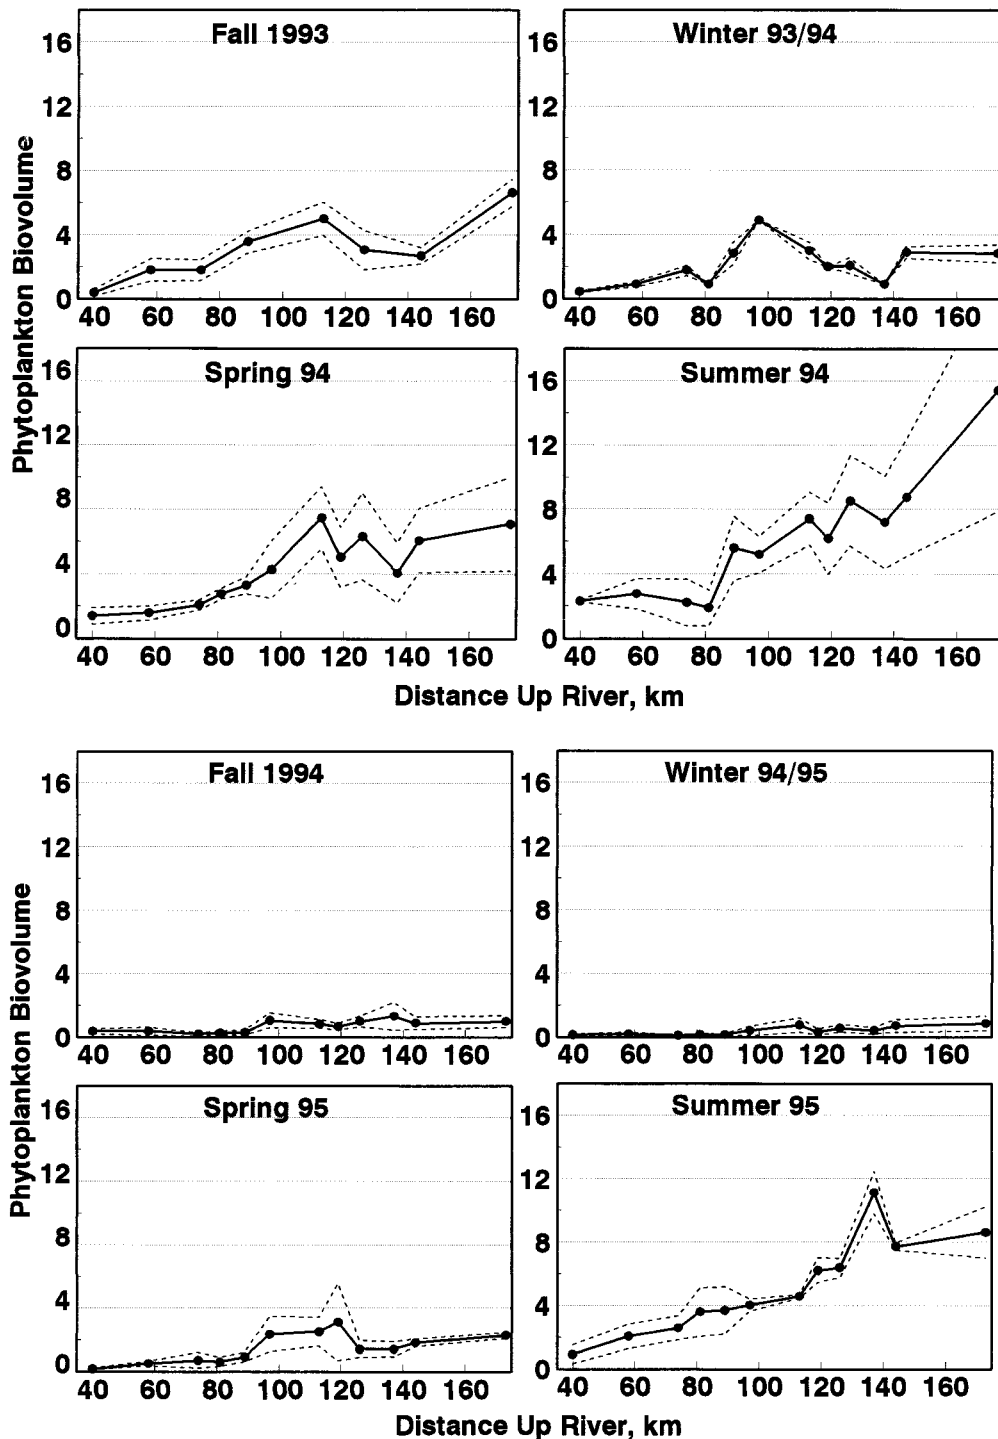 Fall 1993
Winter 93/94
16
12
8
4
0
40 60 80 100 120 140 160
16
12
8
4
0
40 60 80 100 120 140 160
Phytoplankton Biovolume
Spring 94
Summer 94
16
12
8
4
0
40 60 80 100 120 140 160
16
12
8
4
0
40 60 80 100 120 140 160
Distance Up River, km
Fall 1994
Winter 94/95
16
12
8
4
0
40 60 80 100 120 140 160
16
12
8
4
0
40 60 80 100 120 140 160
Phytoplankton Biovolume
Spring 95
Summer 95
16
12
8
4
0
40 60 80 100 120 140 160
16
12
8
4
0
40 60 80 100 120 140 160
Distance Up River, km